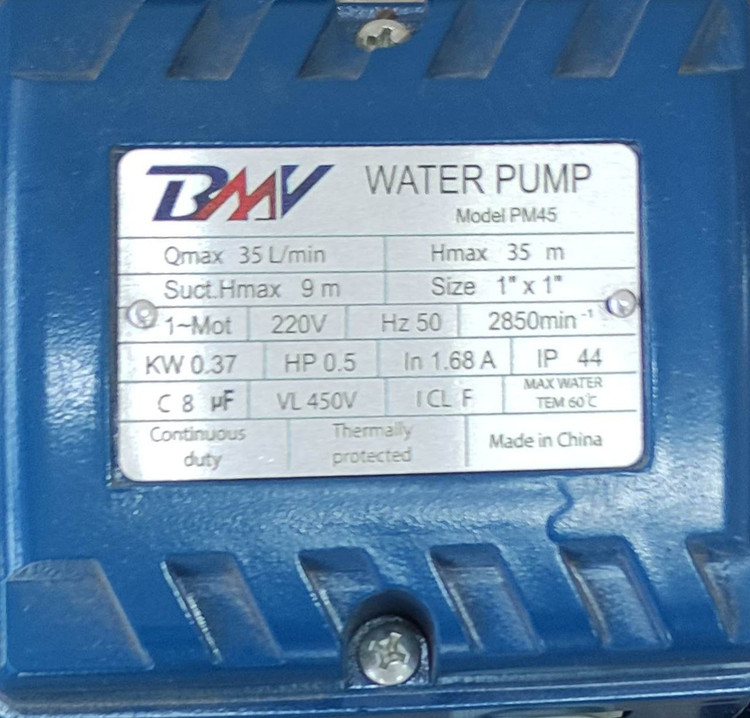 BMV WATER PUMP
Model PM45
Qmax 35 L/min Hmax 35 m
Suct.Hmax 9 m Size 1" x 1"
1~Mot 220V Hz 50 2850min⁻¹
KW 0.37 HP 0.5 In 1.68 A IP 44
C 8 µF VL 450V I CL F MAX WATER
TEM 60℃
Continuous Thermally Made in China
duty protected